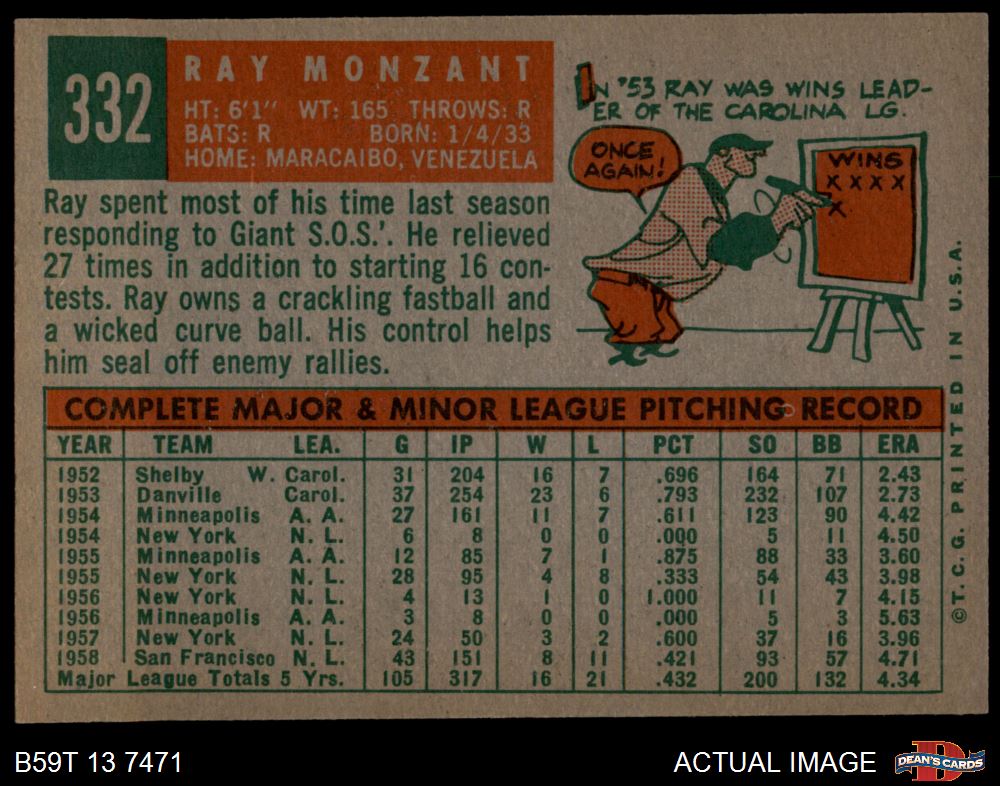 332
RAY MONZANT
HT: 6'1" WT: 165 THROWS: R
BATS: R BORN: 1/4/33
HOME: MARACAIBO, VENEZUELA
Ray spent most of his time last season
responding to Giant S.O.S.'. He relieved
27 times in addition to starting 16 con-
tests. Ray owns a crackling fastball and
a wicked curve ball. His control helps
him seal off enemy rallies.
IN '53 RAY WAS WINS LEAD-
ER OF THE CAROLINA LG.
ONCE
AGAIN!
WINS
X X X X
X
COMPLETE MAJOR & MINOR LEAGUE PITCHING RECORD
YEAR TEAM LEA. G IP W L PCT SO BB ERA
1952 Shelby W. Carol. 31 204 16 7 .696 164 71 2.43
1953 Danville Carol. 37 254 23 6 .793 232 107 2.73
1954 Minneapolis A. A. 27 161 11 7 .611 123 90 4.42
1954 New York N. L. 6 8 0 0 .000 5 11 4.50
1955 Minneapolis A. A. 12 85 7 1 .875 88 33 3.60
1955 New York N. L. 28 95 4 8 .333 54 43 3.98
1956 New York N. L. 4 13 1 0 1.000 11 7 4.15
1956 Minneapolis A. A. 3 8 0 0 .000 5 3 5.63
1957 New York N. L. 24 50 3 2 .600 37 16 3.96
1958 San Francisco N. L. 43 151 8 11 .421 93 57 4.71
Major League Totals 5 Yrs. 105 317 16 21 .432 200 132 4.34
©T. C. G. PRINTED IN U.S.A.
B59T 13 7471
ACTUAL IMAGE
D
DEAN'S CARDS